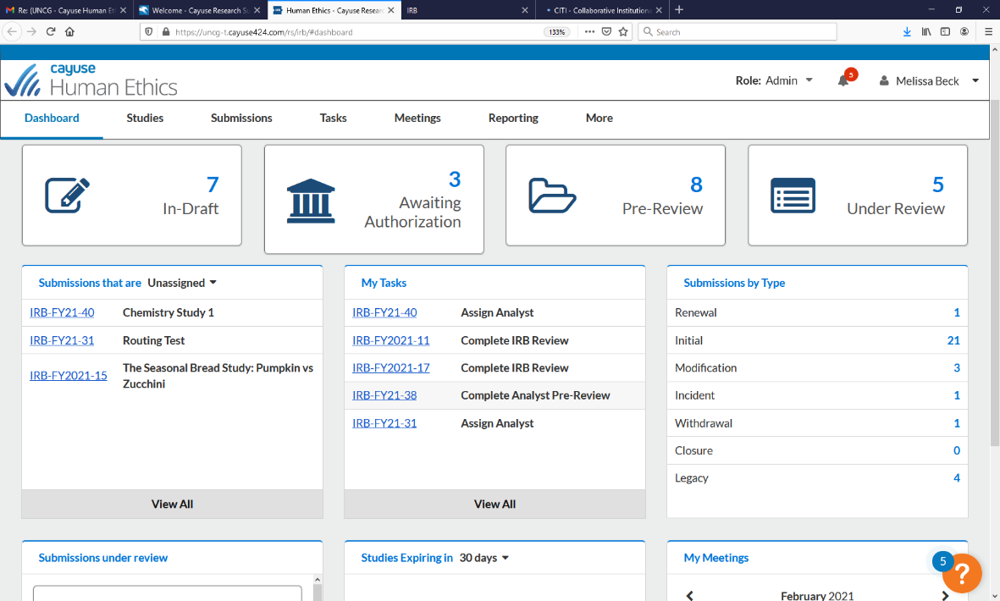 Re: [UNCG - Cayuse Human Et
Welcome - Cayuse Research Su
Human Ethics - Cayuse Researc
IRB
CITI - Collaborative Institutiona
https://uncg-t.cayuse424.com/rs/irb/#dashboard
133%
Search
cayuse
Human Ethics
Role: Admin
5
Melissa Beck
Dashboard
Studies
Submissions
Tasks
Meetings
Reporting
More
7
In-Draft
3
Awaiting
Authorization
8
Pre-Review
5
Under Review
Submissions that are Unassigned
IRB-FY21-40 Chemistry Study 1
IRB-FY21-31 Routing Test
IRB-FY2021-15 The Seasonal Bread Study: Pumpkin vs
Zucchini
View All
My Tasks
IRB-FY21-40 Assign Analyst
IRB-FY2021-11 Complete IRB Review
IRB-FY2021-17 Complete IRB Review
IRB-FY21-38 Complete Analyst Pre-Review
IRB-FY21-31 Assign Analyst
View All
Submissions by Type
Renewal 1
Initial 21
Modification 3
Incident 1
Withdrawal 1
Closure 0
Legacy 4
Submissions under review
Studies Expiring in 30 days
My Meetings
February 2021
5
?